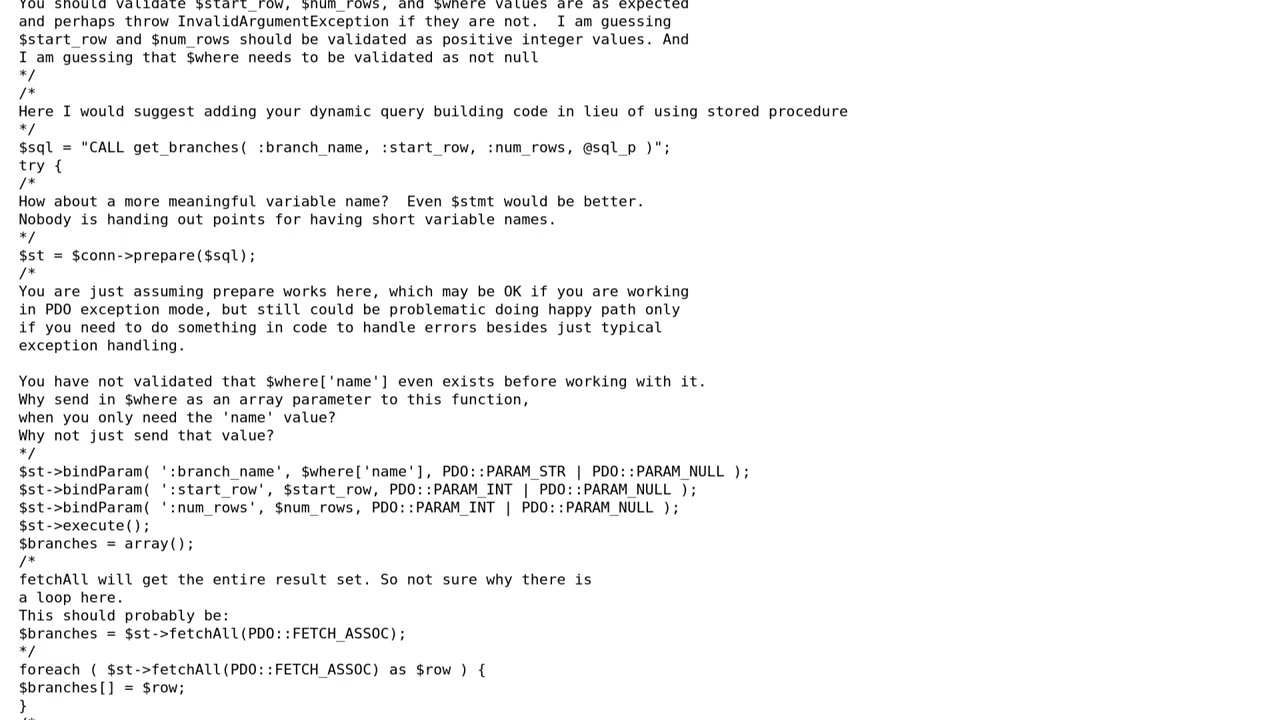 You should validate $start_row, $num_rows, and $where values are as expected
and perhaps throw InvalidArgumentException if they are not.  I am guessing
$start_row and $num_rows should be validated as positive integer values. And
I am guessing that $where needs to be validated as not null
*/
/*
Here I would suggest adding your dynamic query building code in lieu of using stored procedure
*/
$sql = "CALL get_branches( :branch_name, :start_row, :num_rows, @sql_p )";
try {
/*
How about a more meaningful variable name?  Even $stmt would be better.
Nobody is handing out points for having short variable names.
*/
$st = $conn->prepare($sql);
/*
You are just assuming prepare works here, which may be OK if you are working
in PDO exception mode, but still could be problematic doing happy path only
if you need to do something in code to handle errors besides just typical
exception handling.

You have not validated that $where['name'] even exists before working with it.
Why send in $where as an array parameter to this function,
when you only need the 'name' value?
Why not just send that value?
*/
$st->bindParam( ':branch_name', $where['name'], PDO::PARAM_STR | PDO::PARAM_NULL );
$st->bindParam( ':start_row', $start_row, PDO::PARAM_INT | PDO::PARAM_NULL );
$st->bindParam( ':num_rows', $num_rows, PDO::PARAM_INT | PDO::PARAM_NULL );
$st->execute();
$branches = array();
/*
fetchAll will get the entire result set. So not sure why there is
a loop here.
This should probably be:
$branches = $st->fetchAll(PDO::FETCH_ASSOC);
*/
foreach ( $st->fetchAll(PDO::FETCH_ASSOC) as $row ) {
$branches[] = $row;
}
/*